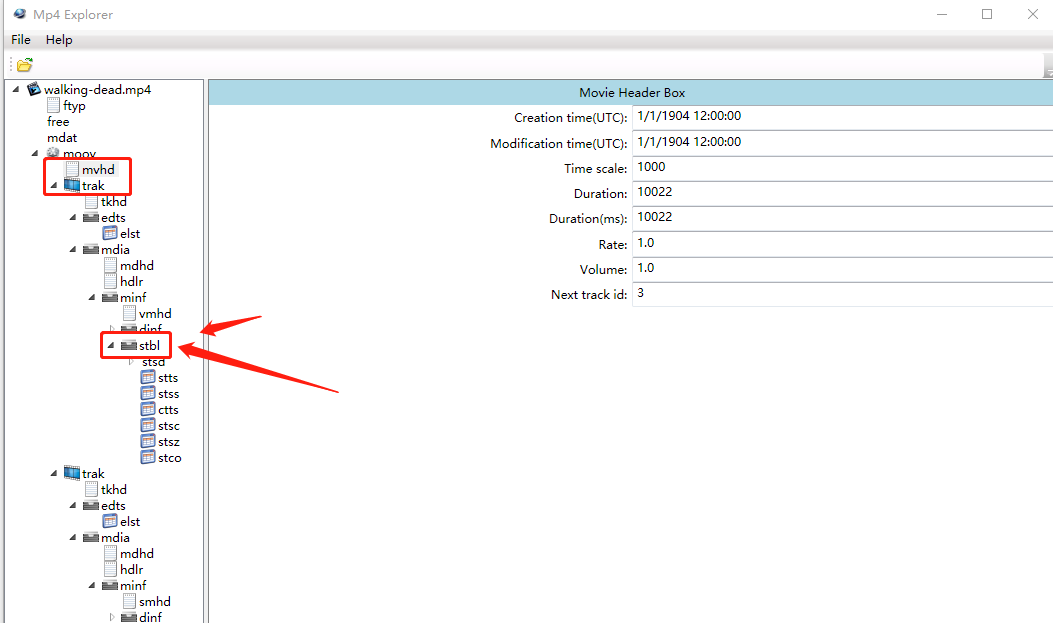 Mp4 Explorer
File Help
walking-dead.mp4
ftyp
free
mdat
moov
mvhd
trak
tkhd
edts
elst
mdia
mdhd
hdlr
minf
vmhd
dinf
stbl
stsd
stts
stss
ctts
stsc
stsz
stco
trak
tkhd
edts
elst
mdia
mdhd
hdlr
minf
smhd
dinf
Movie Header Box
Creation time(UTC): 1/1/1904 12:00:00
Modification time(UTC): 1/1/1904 12:00:00
Time scale: 1000
Duration: 10022
Duration(ms): 10022
Rate: 1.0
Volume: 1.0
Next track id: 3